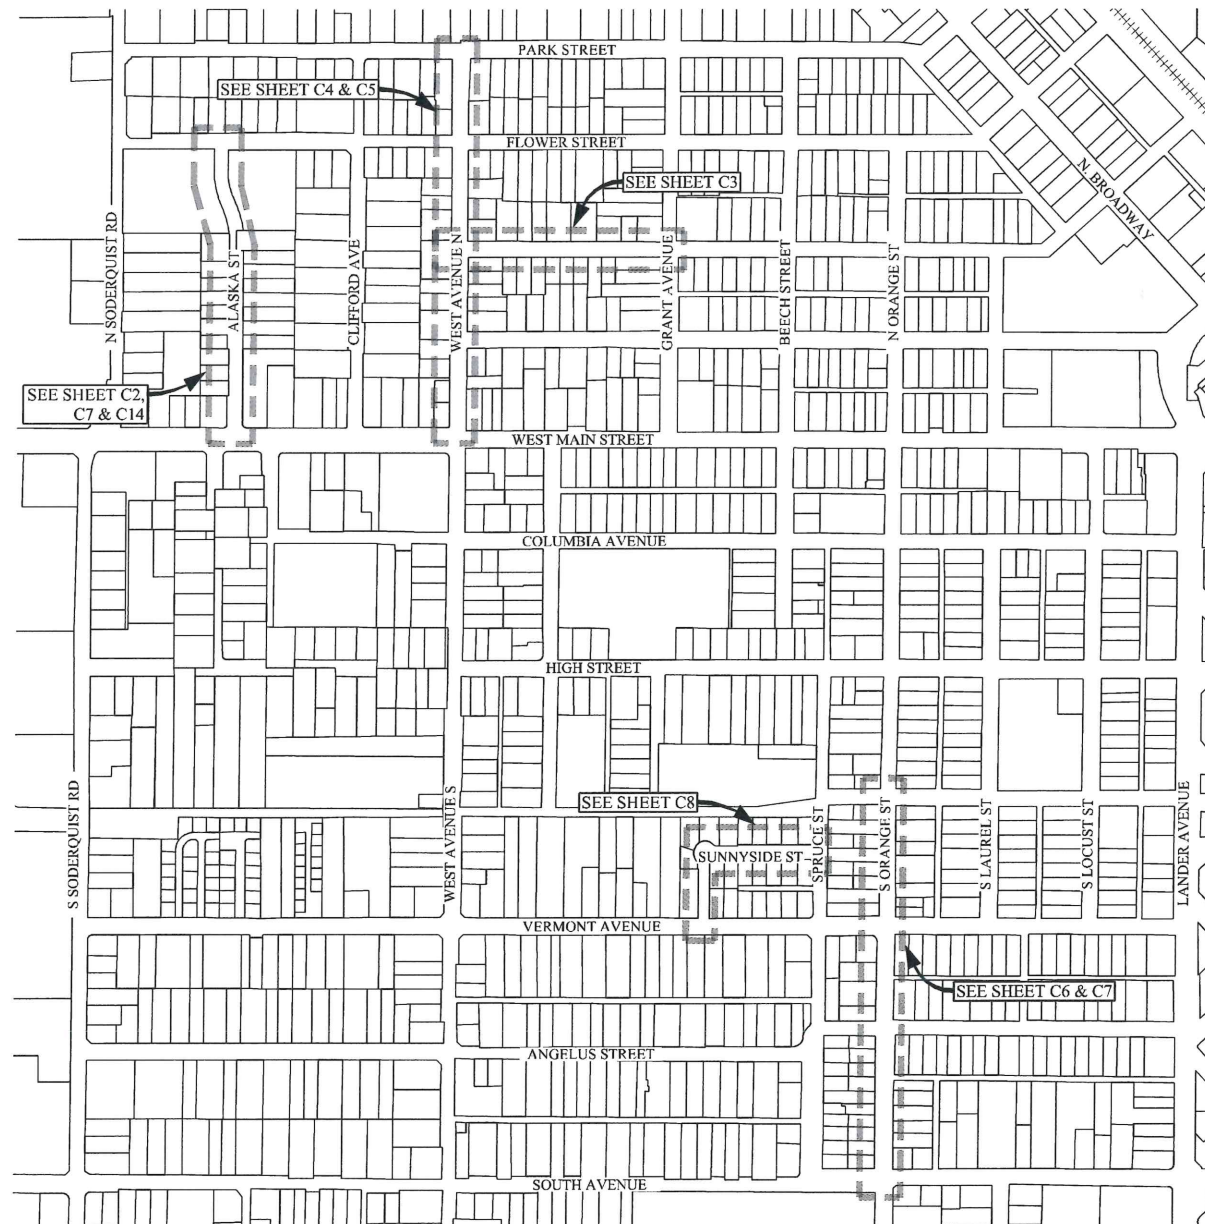 PARK STREET
SEE SHEET C4 & C5
FLOWER STREET
N. BROADWAY
SEE SHEET C3
N SODERQUIST RD
ALASKA ST
CLIFFORD AVE
WEST AVENUE N
GRANT AVENUE
BEECH STREET
N ORANGE ST
SEE SHEET C2,
C7 & C14
WEST MAIN STREET
COLUMBIA AVENUE
HIGH STREET
S SODERQUIST RD
WEST AVENUE S
SEE SHEET C8
SUNNYSIDE ST
SPRUCE ST
S ORANGE ST
S LAUREL ST
S LOCUST ST
LANDER AVENUE
VERMONT AVENUE
SEE SHEET C6 & C7
ANGELUS STREET
SOUTH AVENUE